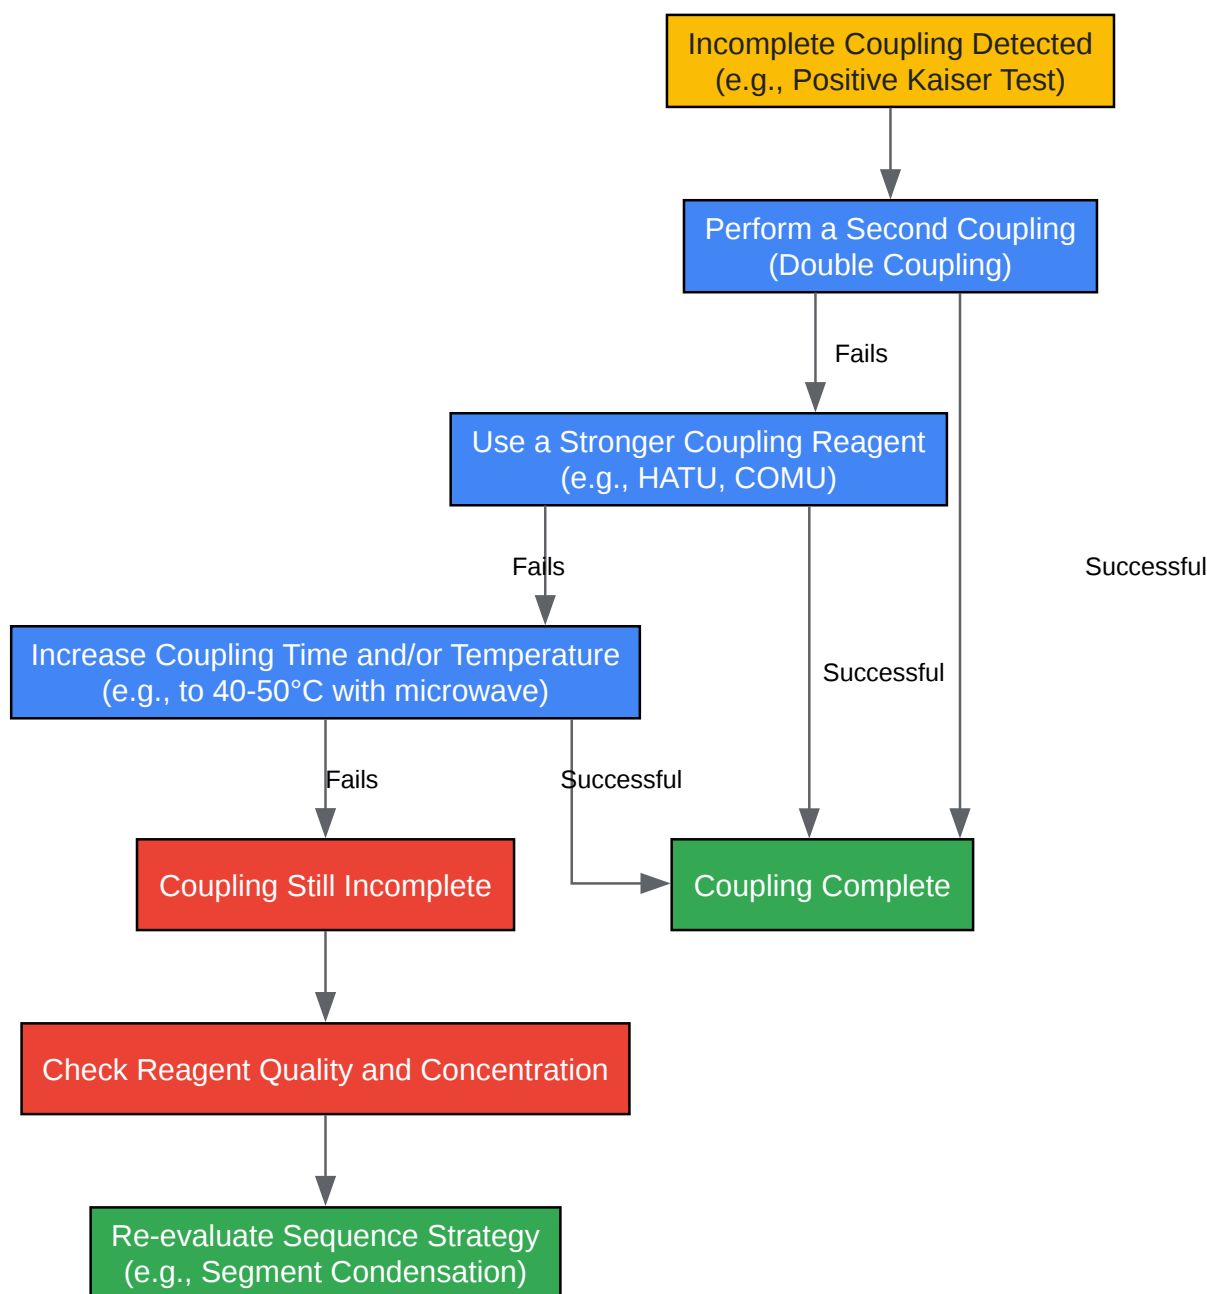 Incomplete Coupling Detected
(e.g., Positive Kaiser Test)
Perform a Second Coupling
(Double Coupling)
Fails
Use a Stronger Coupling Reagent
(e.g., HATU, COMU)
Fails
Successful
Increase Coupling Time and/or Temperature
(e.g., to 40-50°C with microwave)
Successful
Fails
Successful
Coupling Still Incomplete
Coupling Complete
Check Reagent Quality and Concentration
Re-evaluate Sequence Strategy
(e.g., Segment Condensation)